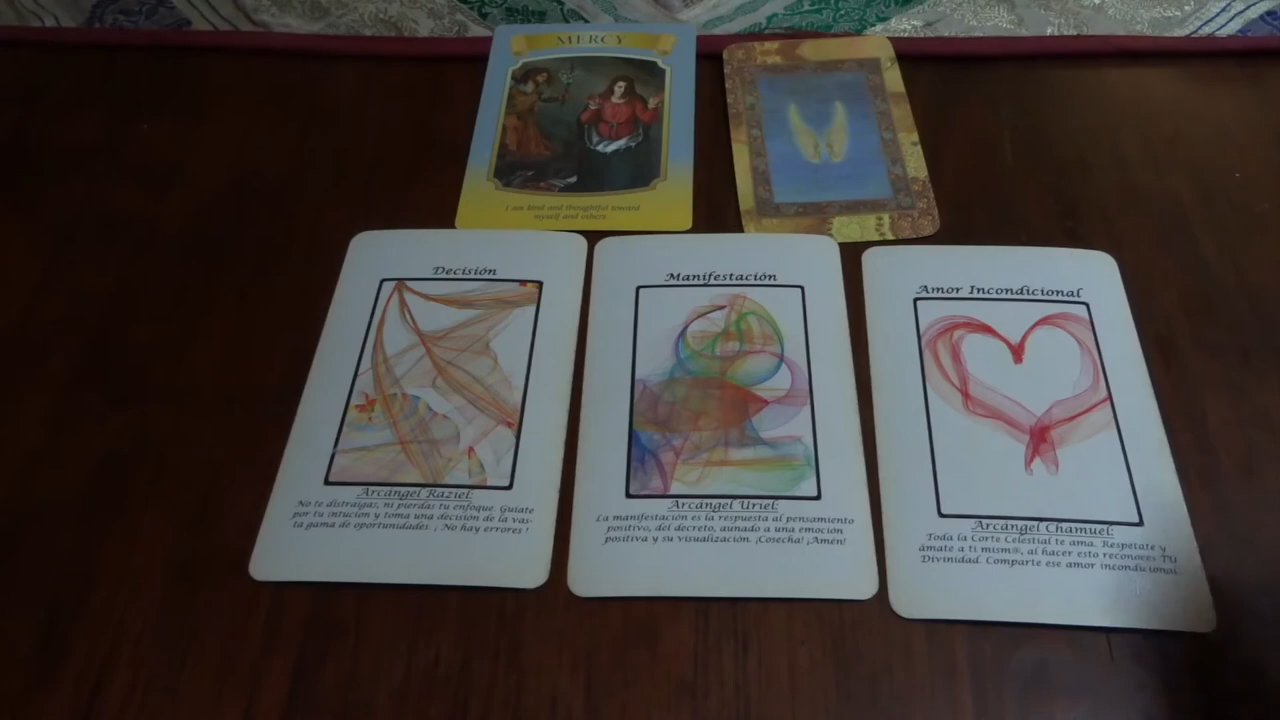 MERCY
I am kind and thoughtful toward
myself and others
Decisión
Arcángel Raziel:
No te distraigas, ni pierdas tu enfoque. Guíate
por tu intución y toma una decisión de la vas-
ta gama de oportunidades. ¡ No hay errores !
Manifestación
Arcángel Uriel:
La manifestación es la respuesta al pensamiento
positivo, del decreto, aunado a una emoción
positiva y su visualización. ¡Cosecha! ¡Amén!
Amor Incondicional
Arcángel Chamuel:
Toda la Corte Celestial te ama. Respétate y
ámate a ti mism@, al hacer esto reconoces TU
Divinidad. Comparte ese amor incondicional.